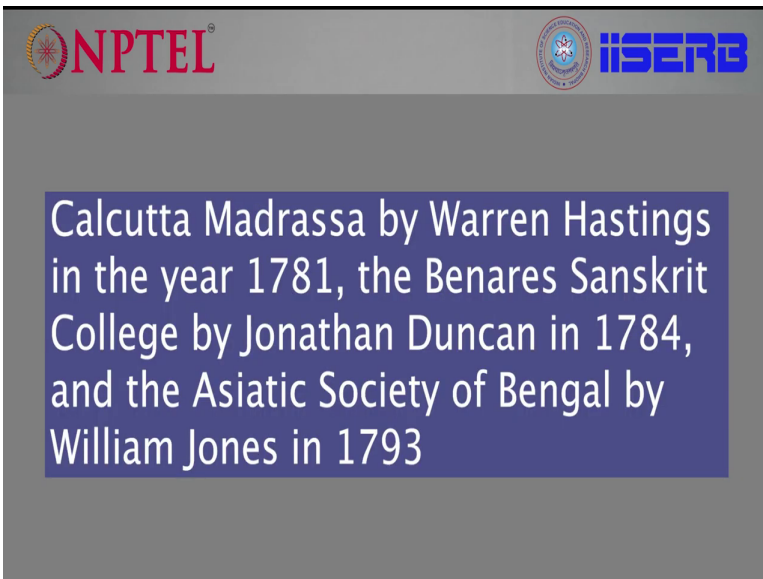 NPTEL
iiSERB
Calcutta Madrassa by Warren Hastings
in the year 1781, the Benares Sanskrit
College by Jonathan Duncan in 1784,
and the Asiatic Society of Bengal by
William Jones in 1793